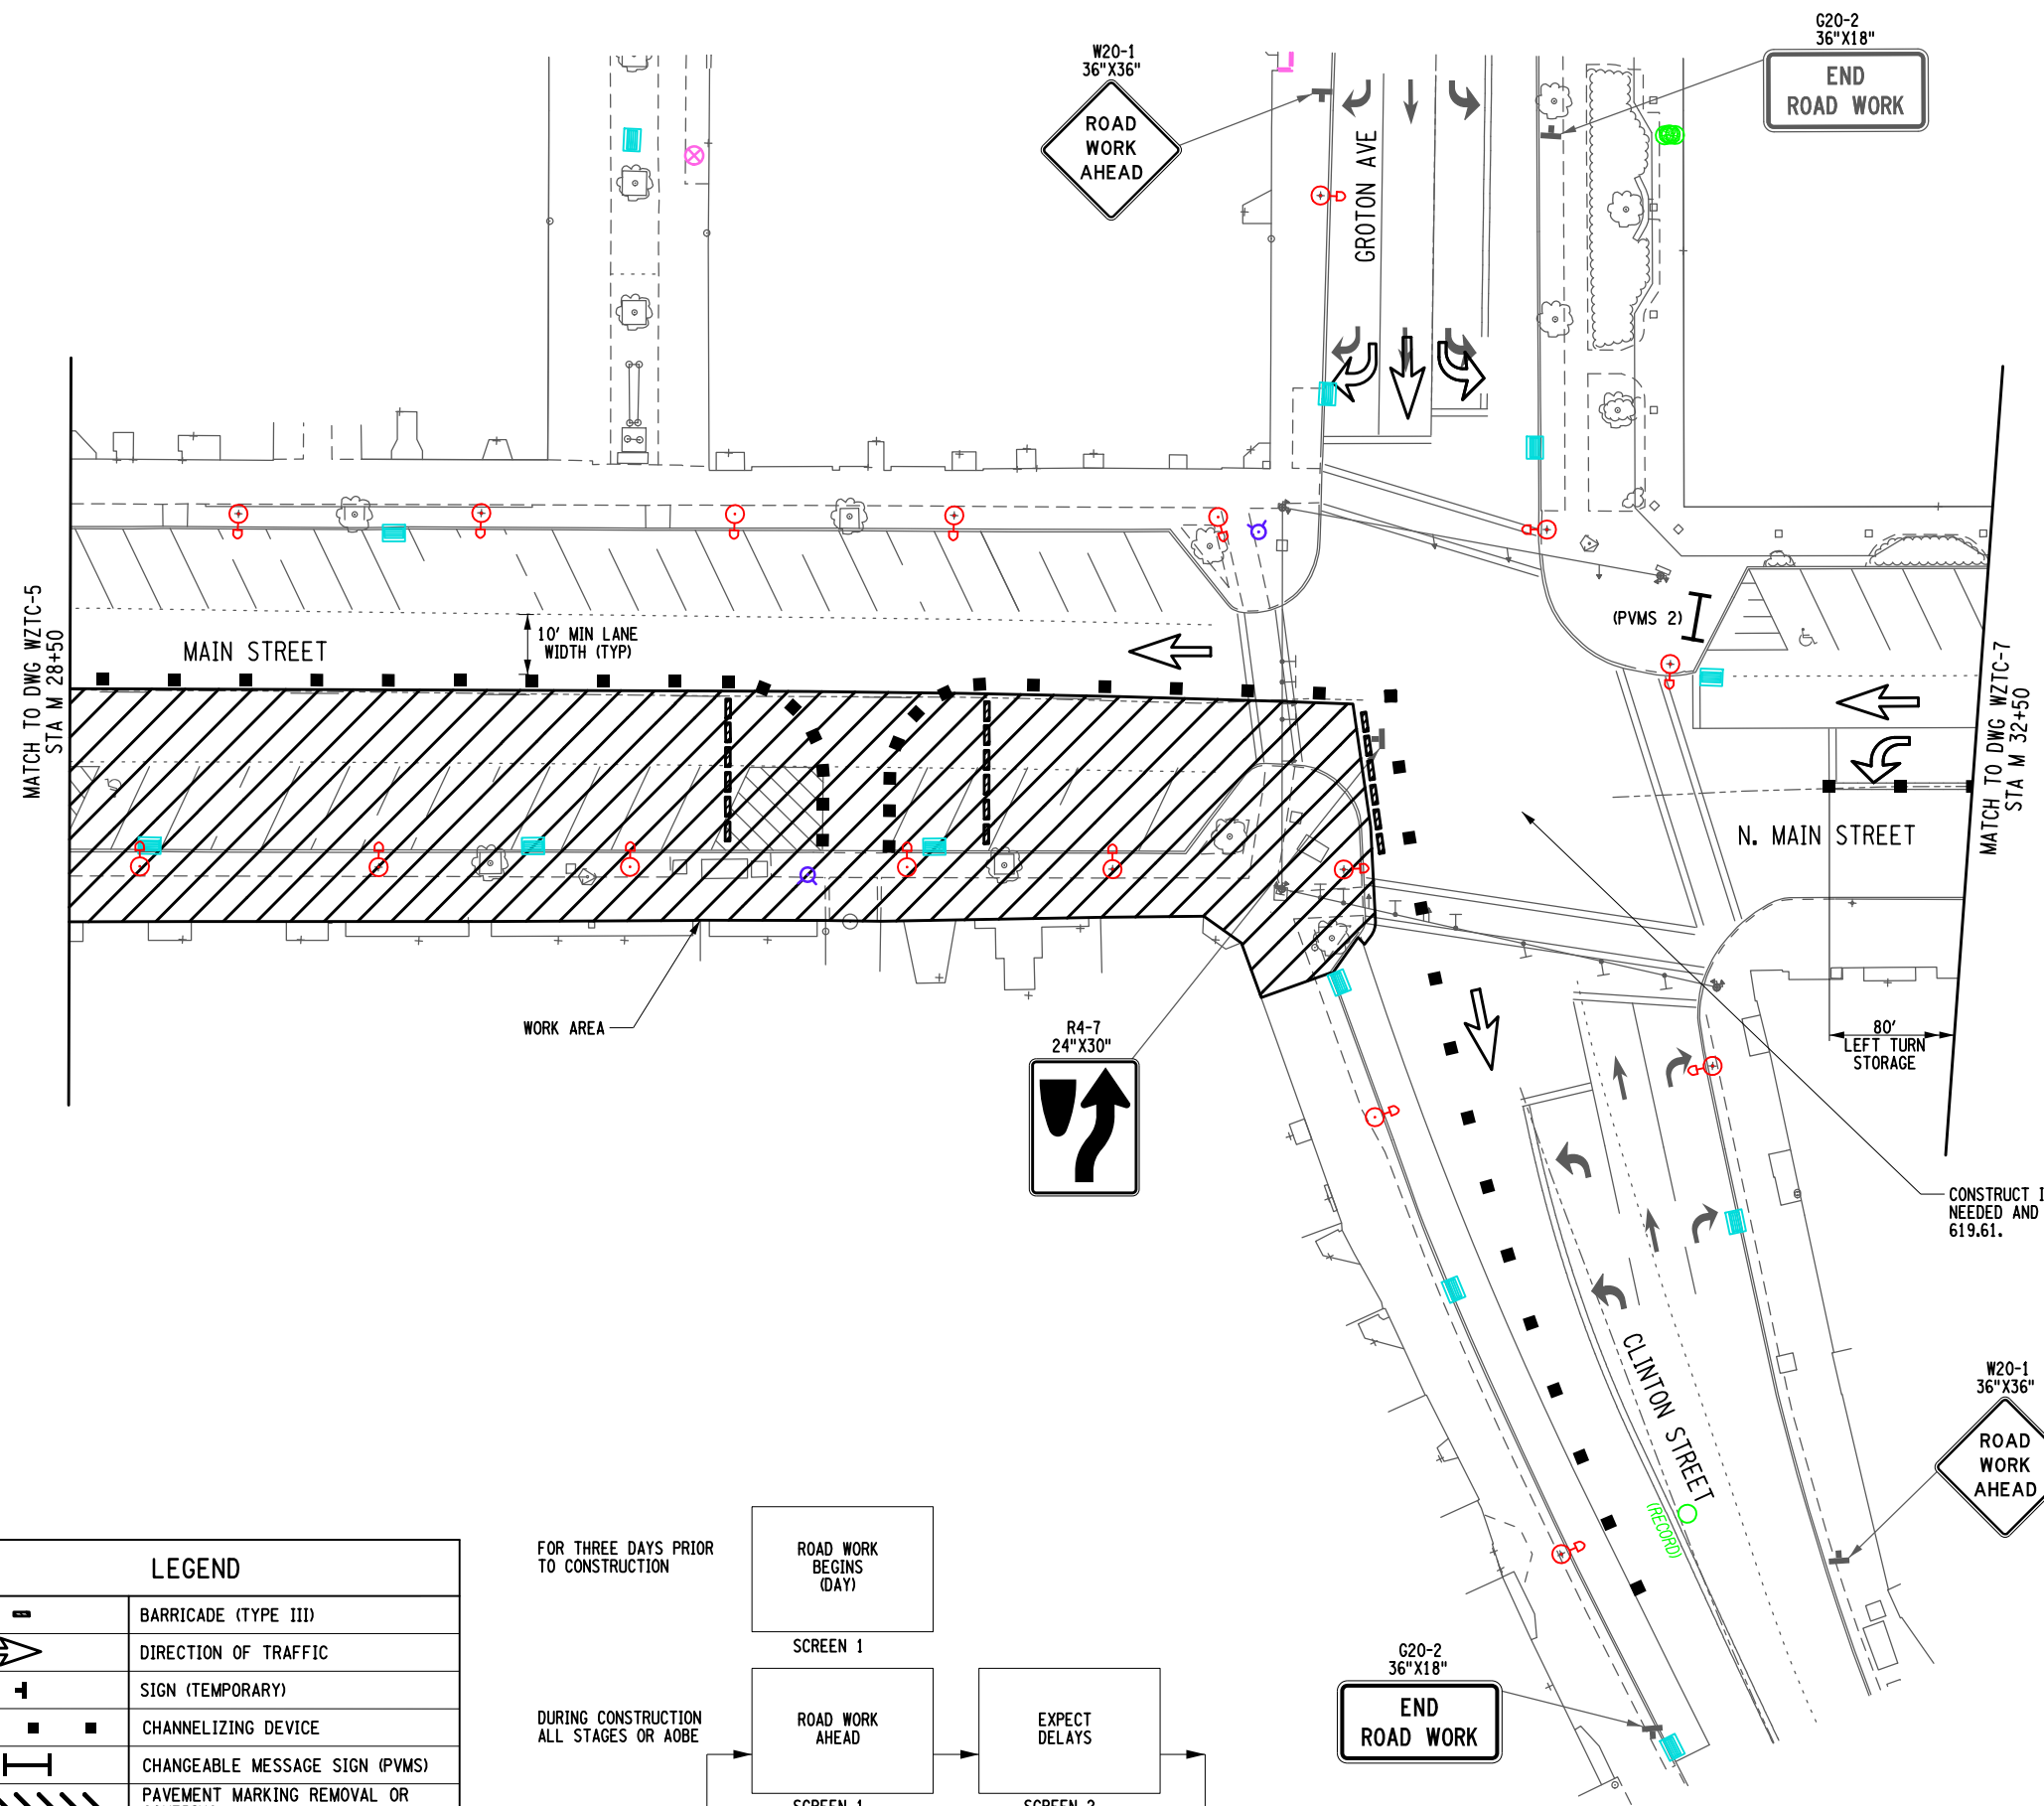 G20-2
36"X18"
END
ROAD WORK
W20-1
36"X36"
ROAD
WORK
AHEAD
GROTON AVE
MATCH TO DWG WZTC-5
STA M 28+50
MAIN STREET
10' MIN LANE
WIDTH (TYP)
(PVMS 2)
MATCH TO DWG WZTC-7
STA M 32+50
N. MAIN STREET
WORK AREA
R4-7
24"X30"
80'
LEFT TURN
STORAGE
CONSTRUCT
NEEDED AND
619.61.
CLINTON STREET
(RECORD)
W20-1
36"X36"
ROAD
WORK
AHEAD
G20-2
36"X18"
END
ROAD WORK
LEGEND
BARRICADE (TYPE III)
DIRECTION OF TRAFFIC
SIGN (TEMPORARY)
CHANNELIZING DEVICE
CHANGEABLE MESSAGE SIGN (PVMS)
PAVEMENT MARKING REMOVAL OR
FOR THREE DAYS PRIOR
TO CONSTRUCTION
ROAD WORK
BEGINS
(DAY)
SCREEN 1
DURING CONSTRUCTION
ALL STAGES OR AOBE
ROAD WORK
AHEAD
SCREEN 1
EXPECT
DELAYS
SCREEN 2